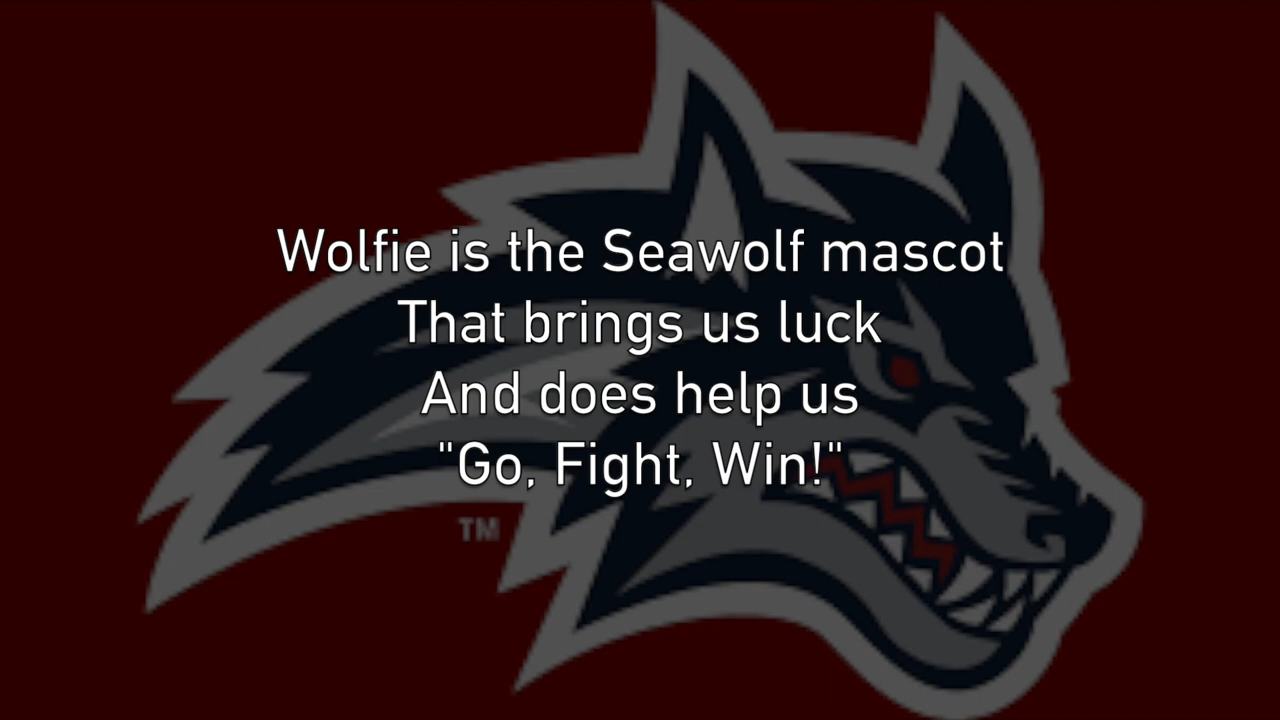 Wolfie is the Seawolf mascot
That brings us luck
And does help us
"Go, Fight, Win!"
TM